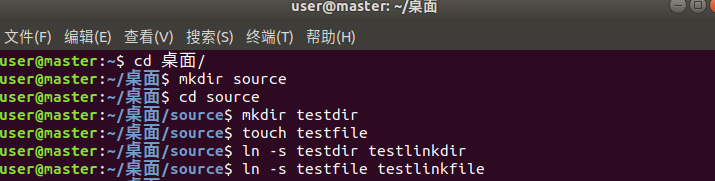 user@master: ~/桌面
文件(F) 编辑(E) 查看(V) 搜索(S) 终端(T) 帮助(H)
user@master:~$ cd 桌面/
user@master:~/桌面$ mkdir source
user@master:~/桌面$ cd source
user@master:~/桌面/source$ mkdir testdir
user@master:~/桌面/source$ touch testfile
user@master:~/桌面/source$ ln -s testdir testlinkdir
user@master:~/桌面/source$ ln -s testfile testlinkfile